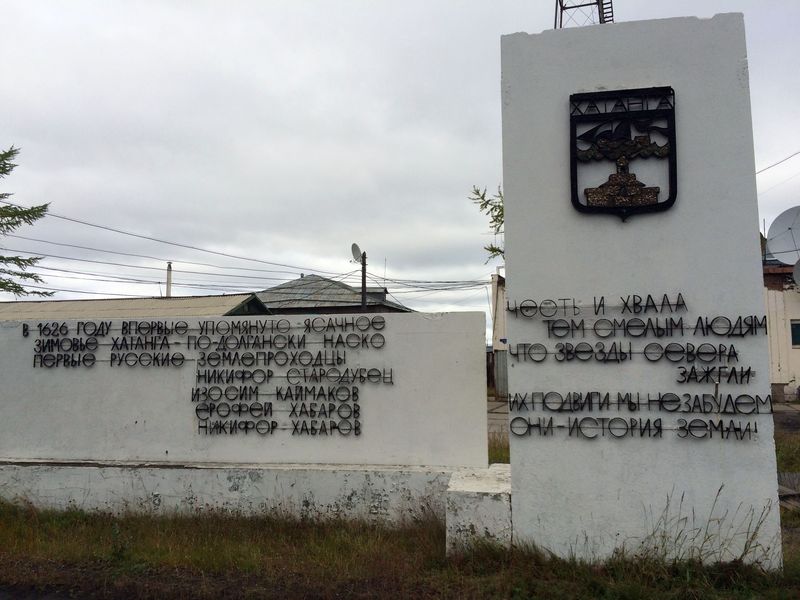 В 1626 ГОДУ ВПЕРВЫЕ УПОМЯНУТО ЯСАЧНОЕ
ЗИМОВЬЕ ХАТАНГА-ПО-ДОЛГАНСКИ НАСКО
ПЕРВЫЕ РУССКИЕ ЗЕМЛЕПРОХОДЦЫ
НИКИФОР СТАРОДУБЕЦ
ИЗОСИМ КАЙМАКОВ
ЕРОФЕЙ ХАБАРОВ
НИКИФОР ХАБАРОВ
ХАТАНГА
ЧЕСТЬ И ХВАЛА
ТЕМ СМЕЛЫМ ЛЮДЯМ
ЧТО ЗВЕЗДЫ СЕВЕРА
ЗАЖГЛИ
ИХ ПОДВИГИ МЫ НЕ ЗАБУДЕМ
ОНИ-ИСТОРИЯ ЗЕМЛИ!